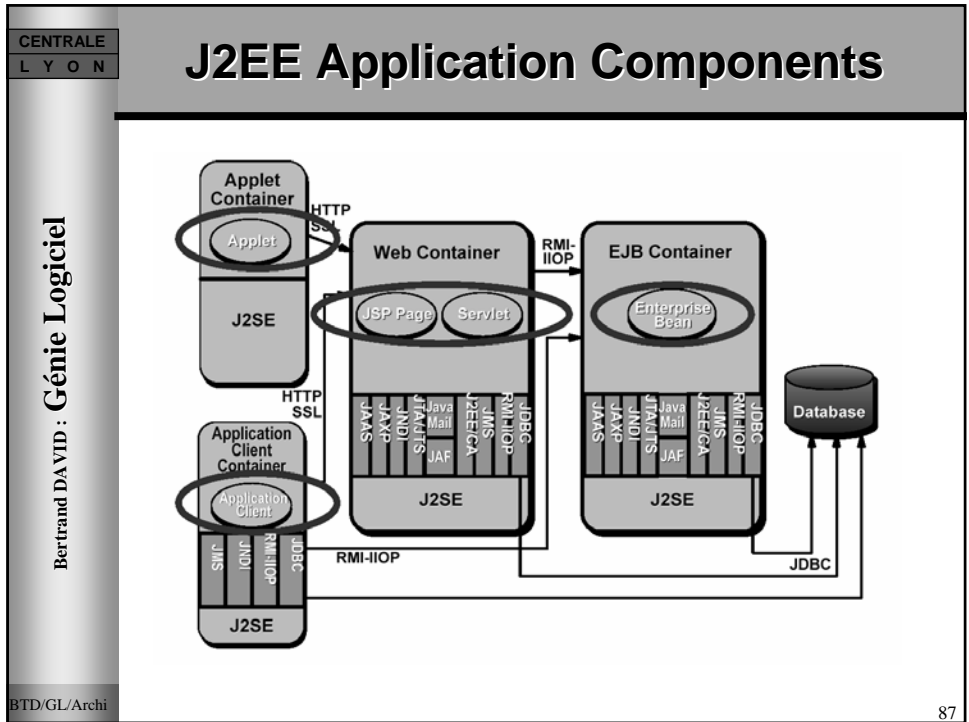 CENTRALE
L Y O N
J2EE Application Components
Bertrand DAVID : Génie Logiciel
BTD/GL/Archi
Applet
Container
Applet
J2SE
HTTP
SSL
Web Container
JSP Page
Servlet
JAAS
JAXP
JNDI
JTA/JTS
Java
Mail
JAF
J2EE/CA
JMS
RMI-IIOP
JDBC
J2SE
RMI-
IIOP
EJB Container
Enterprise
Bean
JAAS
JAXP
JNDI
JTA/JTS
Java
Mail
JAF
J2EE/CA
JMS
RMI-IIOP
JDBC
J2SE
Database
HTTP
SSL
Application
Client
Container
Application
Client
JMS
JNDI
RMI-IIOP
JDBC
J2SE
RMI-IIOP
JDBC
87